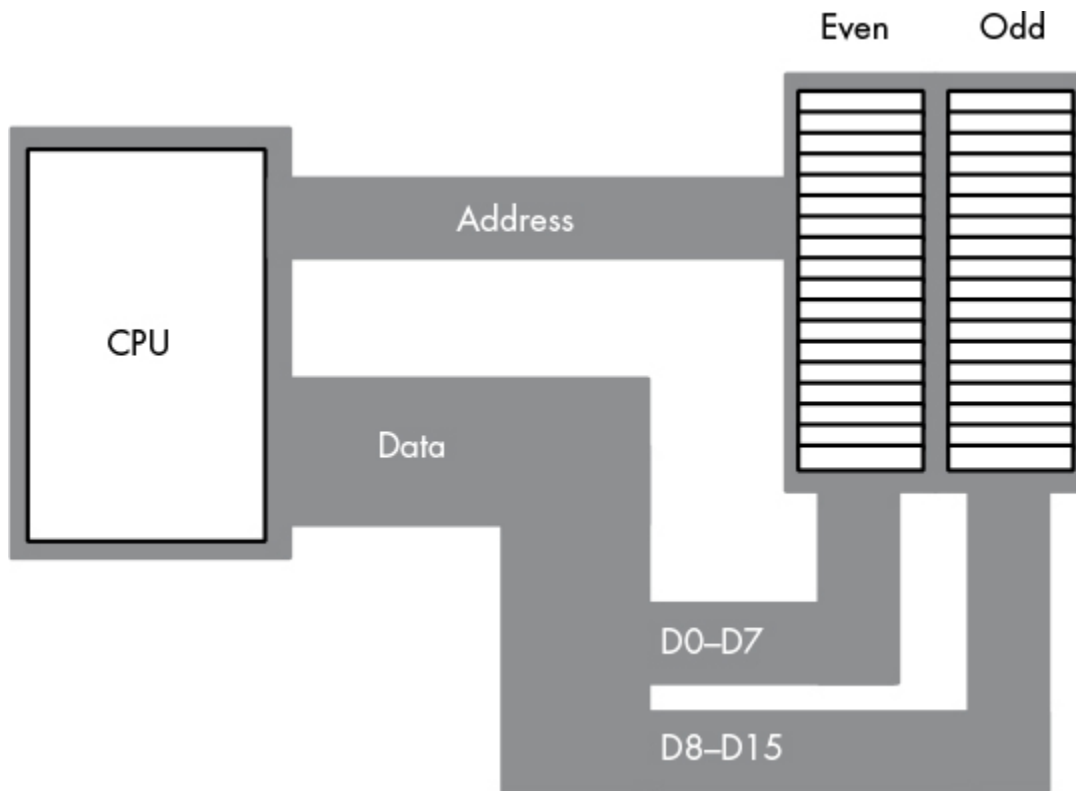 Even Odd
Address
CPU
Data
D0–D7
D8–D15